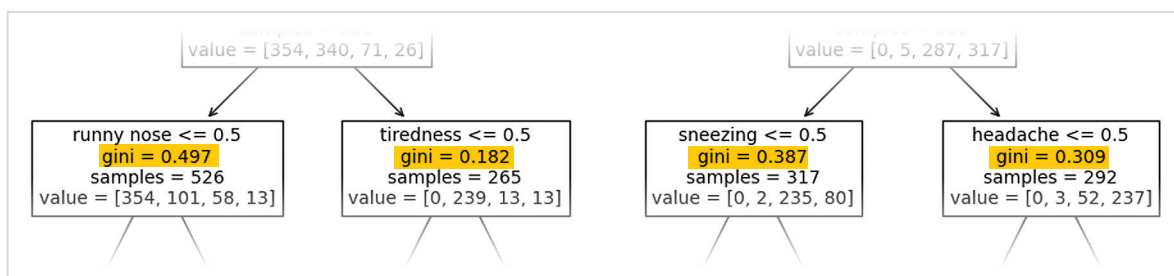 value = [354, 340, 71, 26]
value = [0, 5, 287, 317]
runny nose <= 0.5
gini = 0.497
samples = 526
value = [354, 101, 58, 13]
tiredness <= 0.5
gini = 0.182
samples = 265
value = [0, 239, 13, 13]
sneezing <= 0.5
gini = 0.387
samples = 317
value = [0, 2, 235, 80]
headache <= 0.5
gini = 0.309
samples = 292
value = [0, 3, 52, 237]